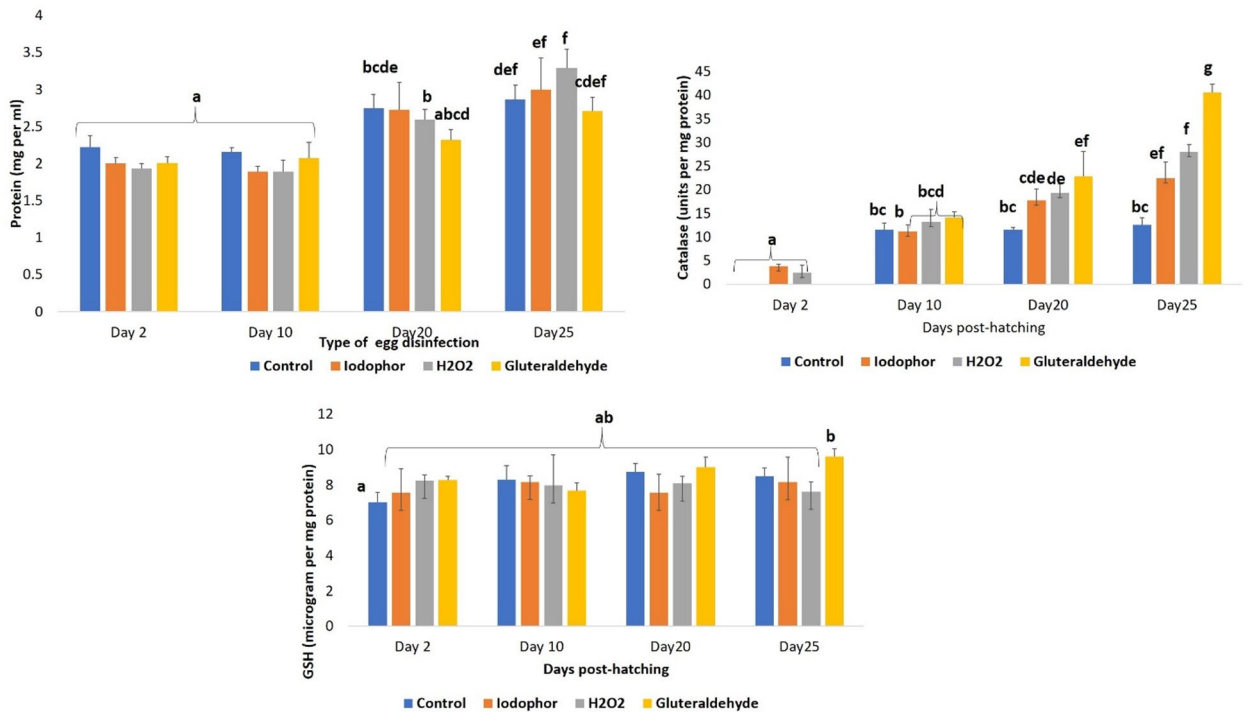 Protein (mg per ml)
4
3.5
3
2.5
2
1.5
1
0.5
0
a
bcde
b
abcd
def
ef
f
cdef
Day 2
Day 10
Day20
Day25
Type of egg disinfection
Control
Iodophor
H2O2
Gluteraldehyde
Catalase (units per mg protein)
45
40
35
30
25
20
15
10
5
0
a
bc
b
bcd
bc
cde
de
ef
bc
ef
f
g
Day 2
Day 10
Day20
Day25
Days post-hatching
Control
Iodophor
H2O2
Gluteraldehyde
GSH (microgram per mg protein)
12
10
8
6
4
2
0
a
ab
b
Day 2
Day 10
Day20
Day25
Days post-hatching
Control
Iodophor
H2O2
Gluteraldehyde